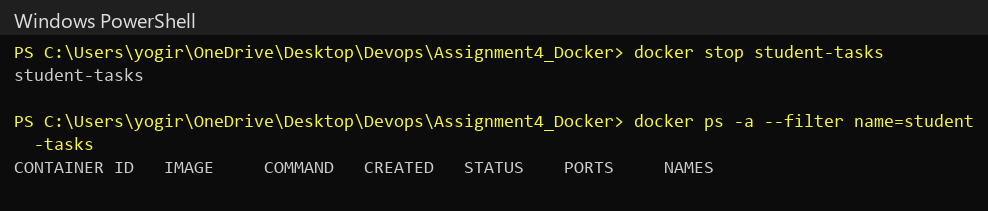 Windows PowerShell
PS C:\Users\yogir\OneDrive\Desktop\Devops\Assignment4_Docker> docker stop student-tasks
student-tasks
PS C:\Users\yogir\OneDrive\Desktop\Devops\Assignment4_Docker> docker ps -a --filter name=student
-tasks
CONTAINER ID   IMAGE     COMMAND   CREATED   STATUS    PORTS     NAMES